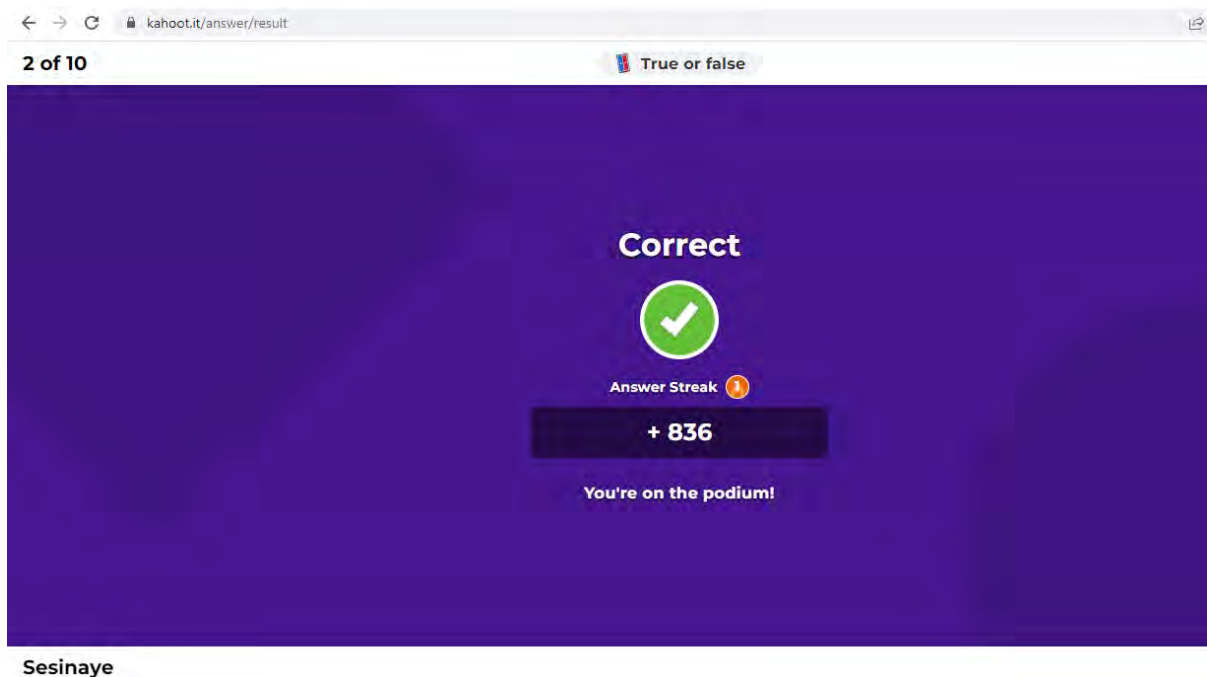 kahoot.it/answer/result
2 of 10
True or false
Correct
Answer Streak 1
+ 836
You're on the podium!
Sesinaye